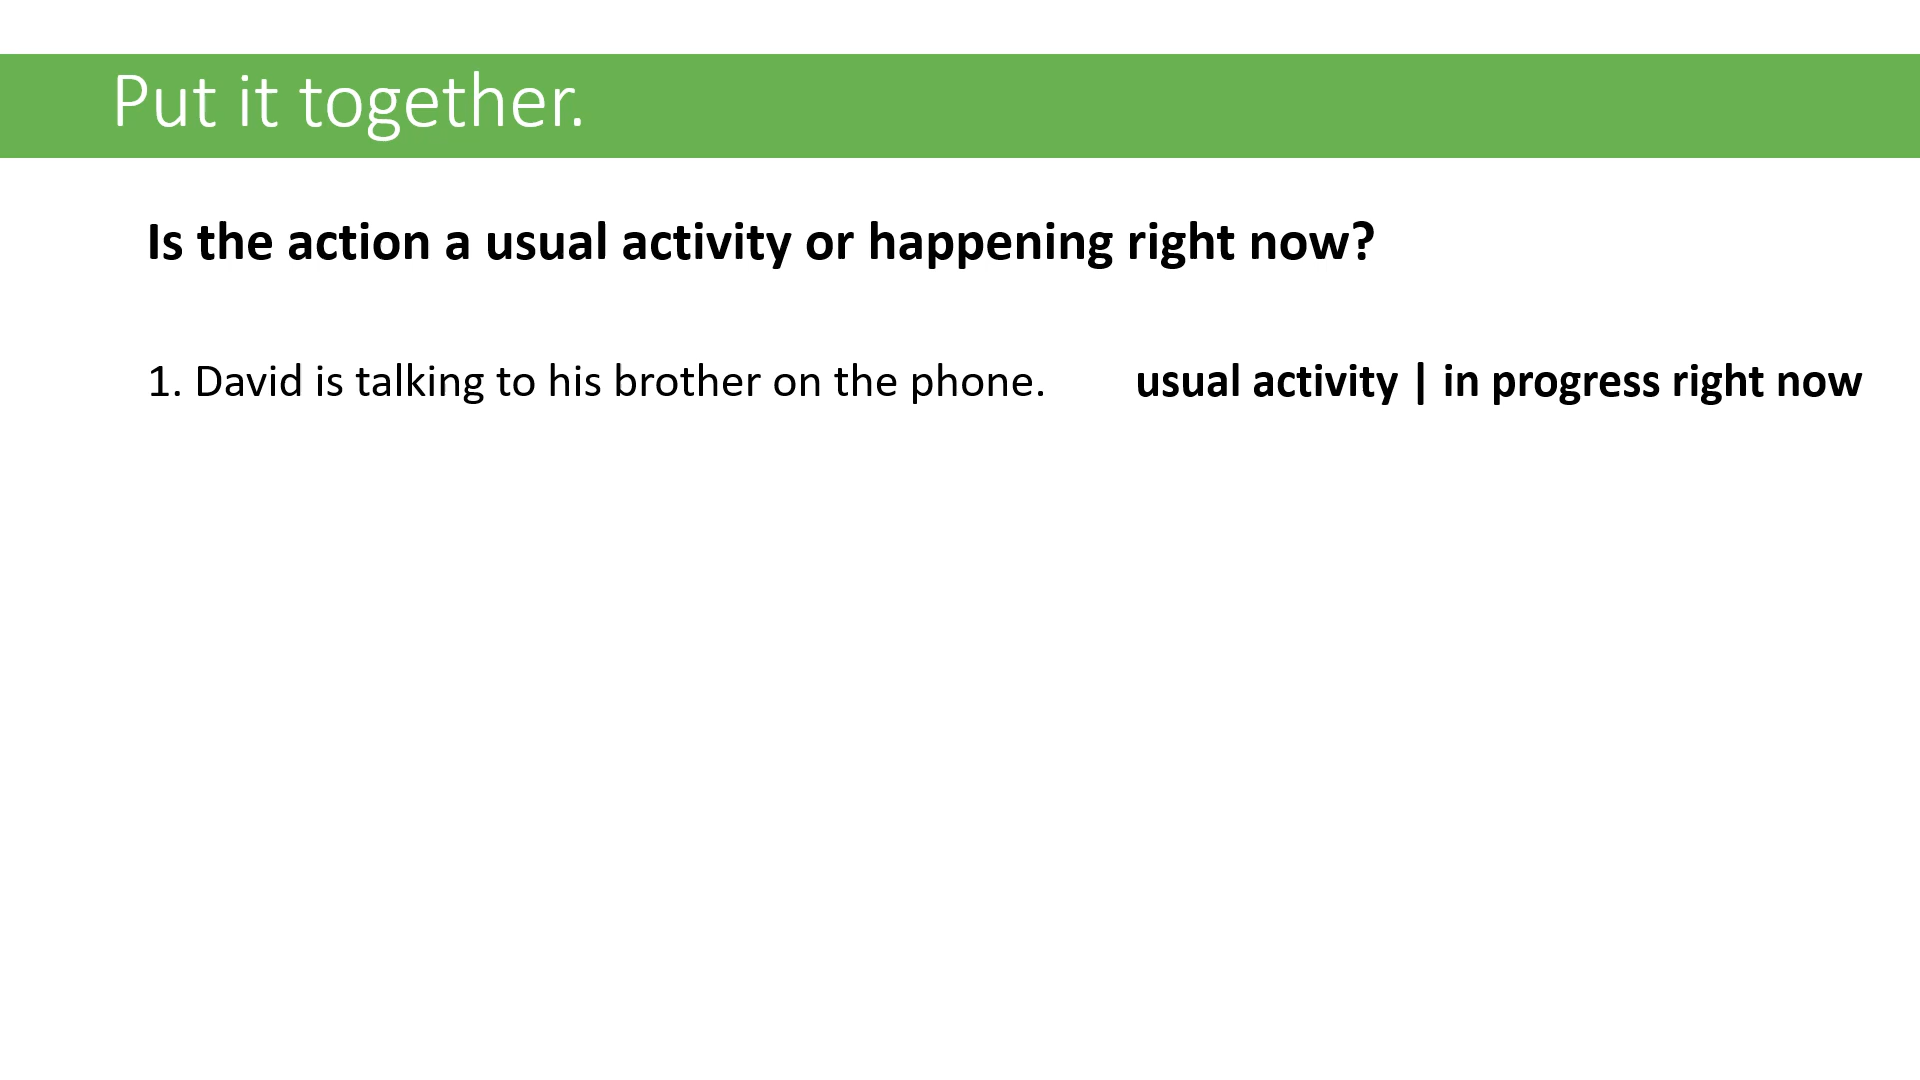 Put it together.
Is the action a usual activity or happening right now?
1. David is talking to his brother on the phone. usual activity | in progress right now